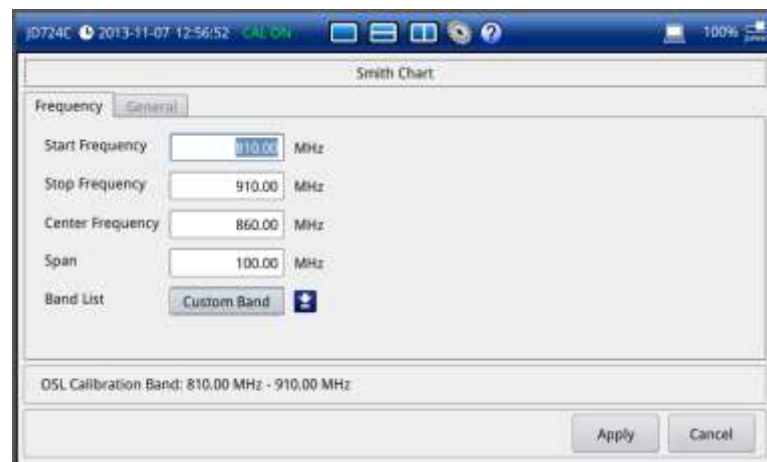 JD724C 2013-11-07 12:56:52 CAL ON 100%
Smith Chart
Frequency General
Start Frequency 810.00 MHz
Stop Frequency 910.00 MHz
Center Frequency 860.00 MHz
Span 100.00 MHz
Band List Custom Band
OSL Calibration Band: 810.00 MHz - 910.00 MHz
Apply Cancel